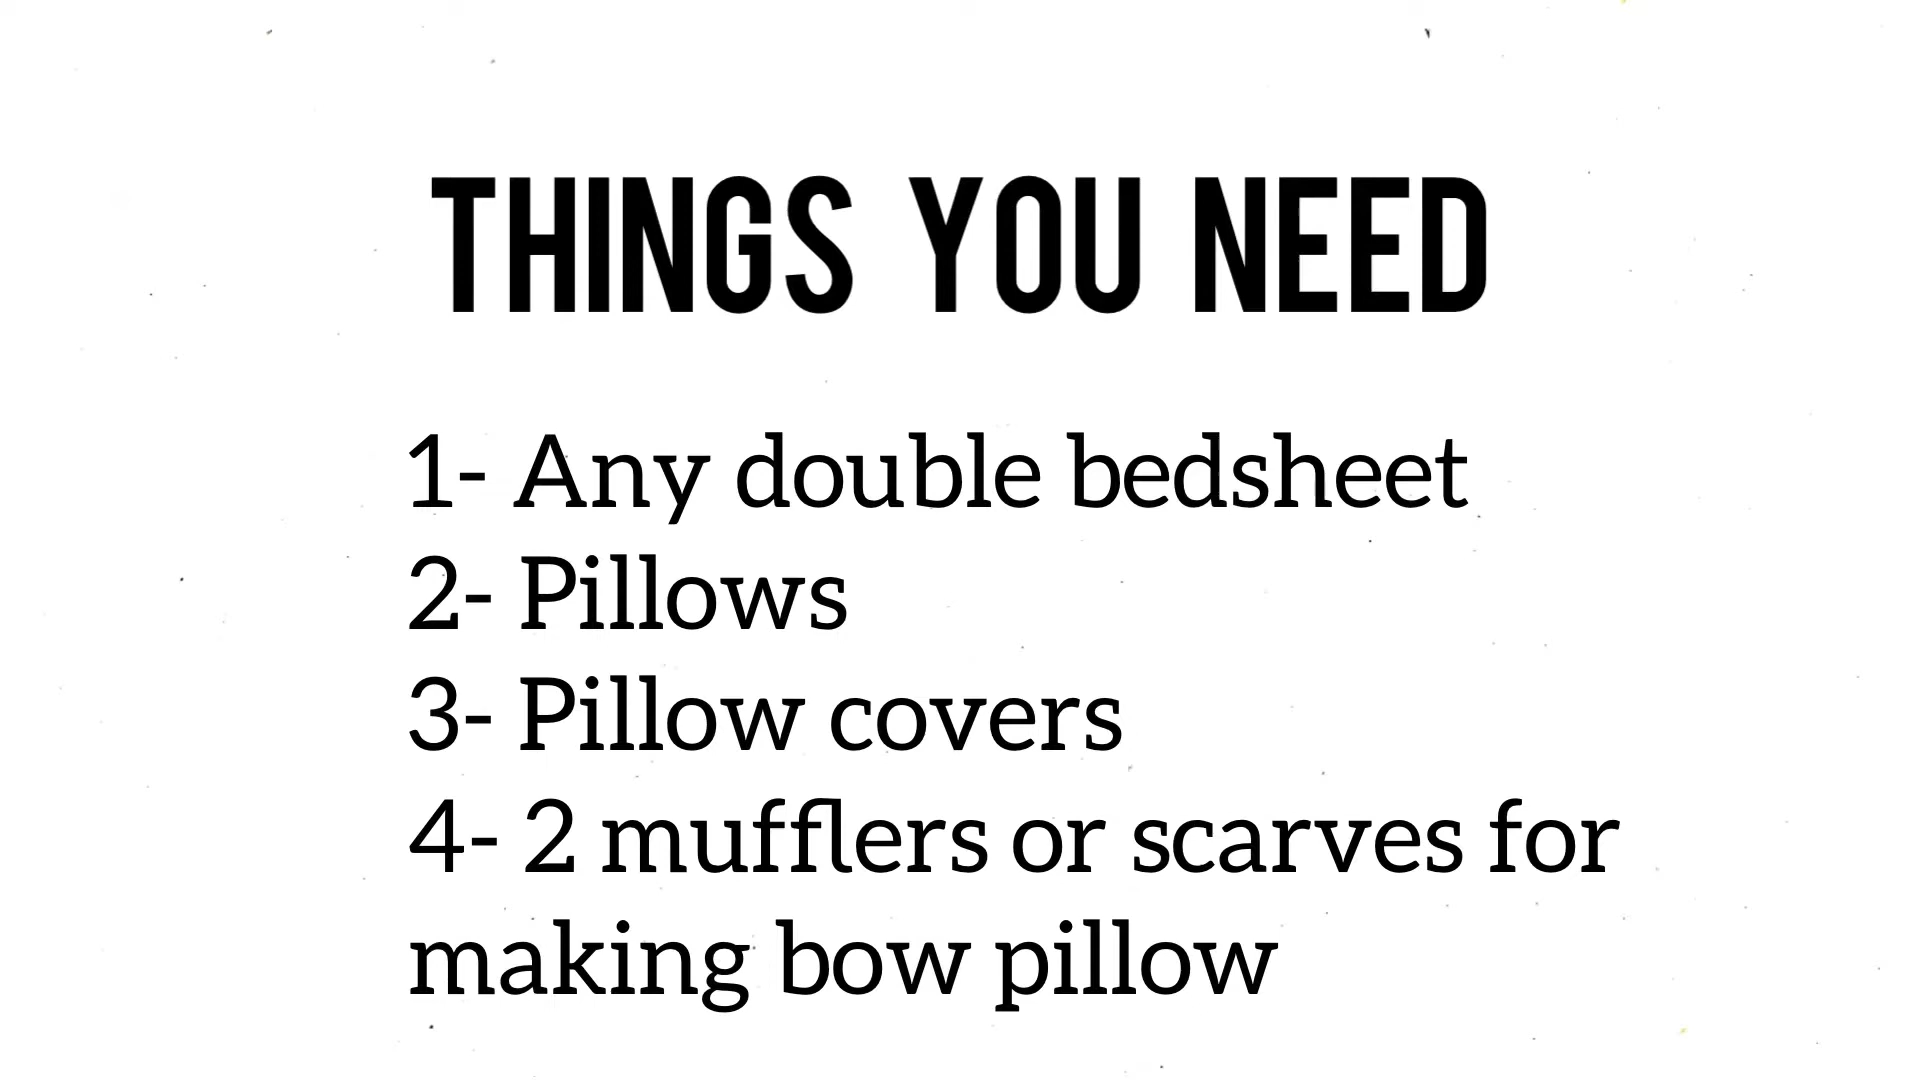 THINGS YOU NEED
1- Any double bedsheet
2- Pillows
3- Pillow covers
4- 2 mufflers or scarves for
making bow pillow